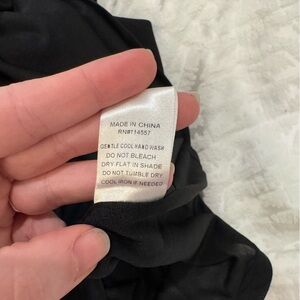 MADE IN CHINA
RN#114557
GENTLE COOL HAND WASH
DO NOT BLEACH
DRY FLAT IN SHADE
DO NOT TUMBLE DRY
COOL IRON IF NEEDED